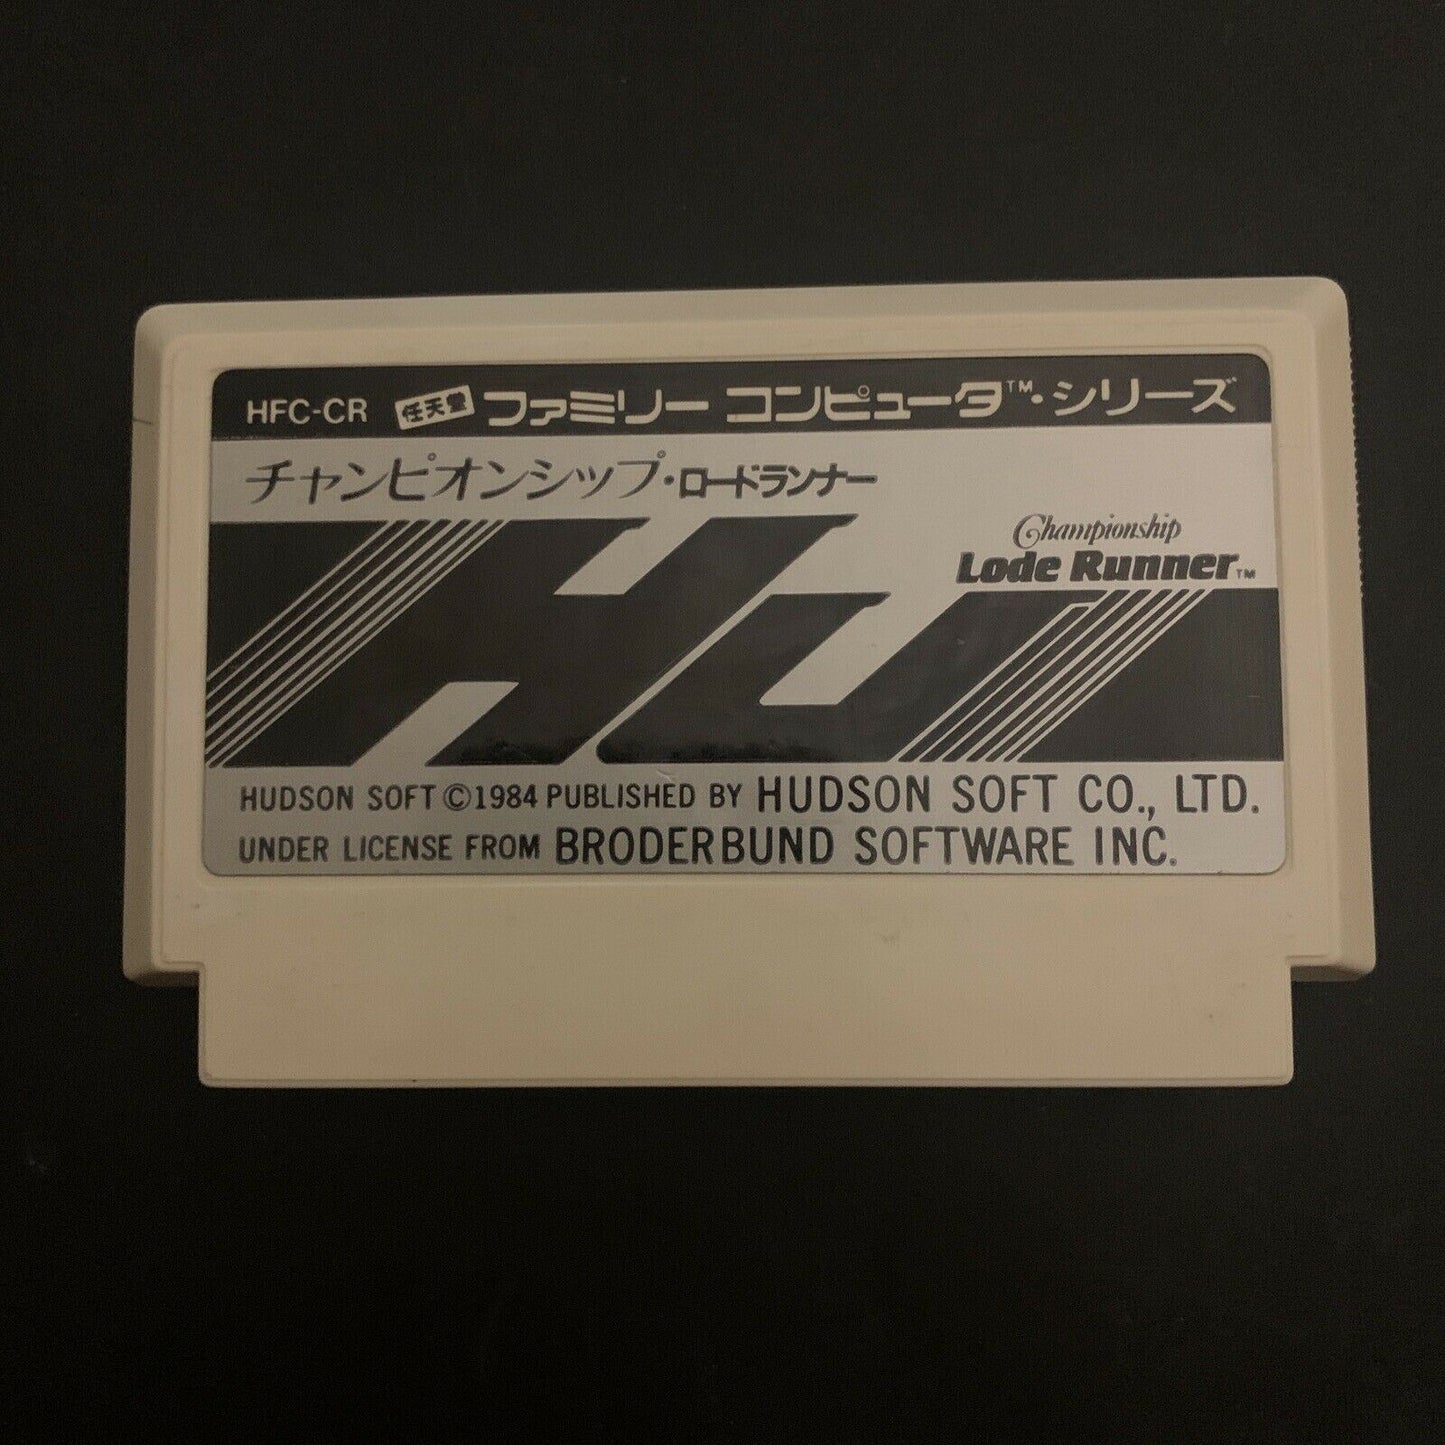 HFC-CR 任天堂 ファミリー コンピュータ™・シリーズ
チャンピオンシップ・ロードランナー
Championship
Lode Runner™
HU
HUDSON SOFT ©1984 PUBLISHED BY HUDSON SOFT CO., LTD.
UNDER LICENSE FROM BRODERBUND SOFTWARE INC.